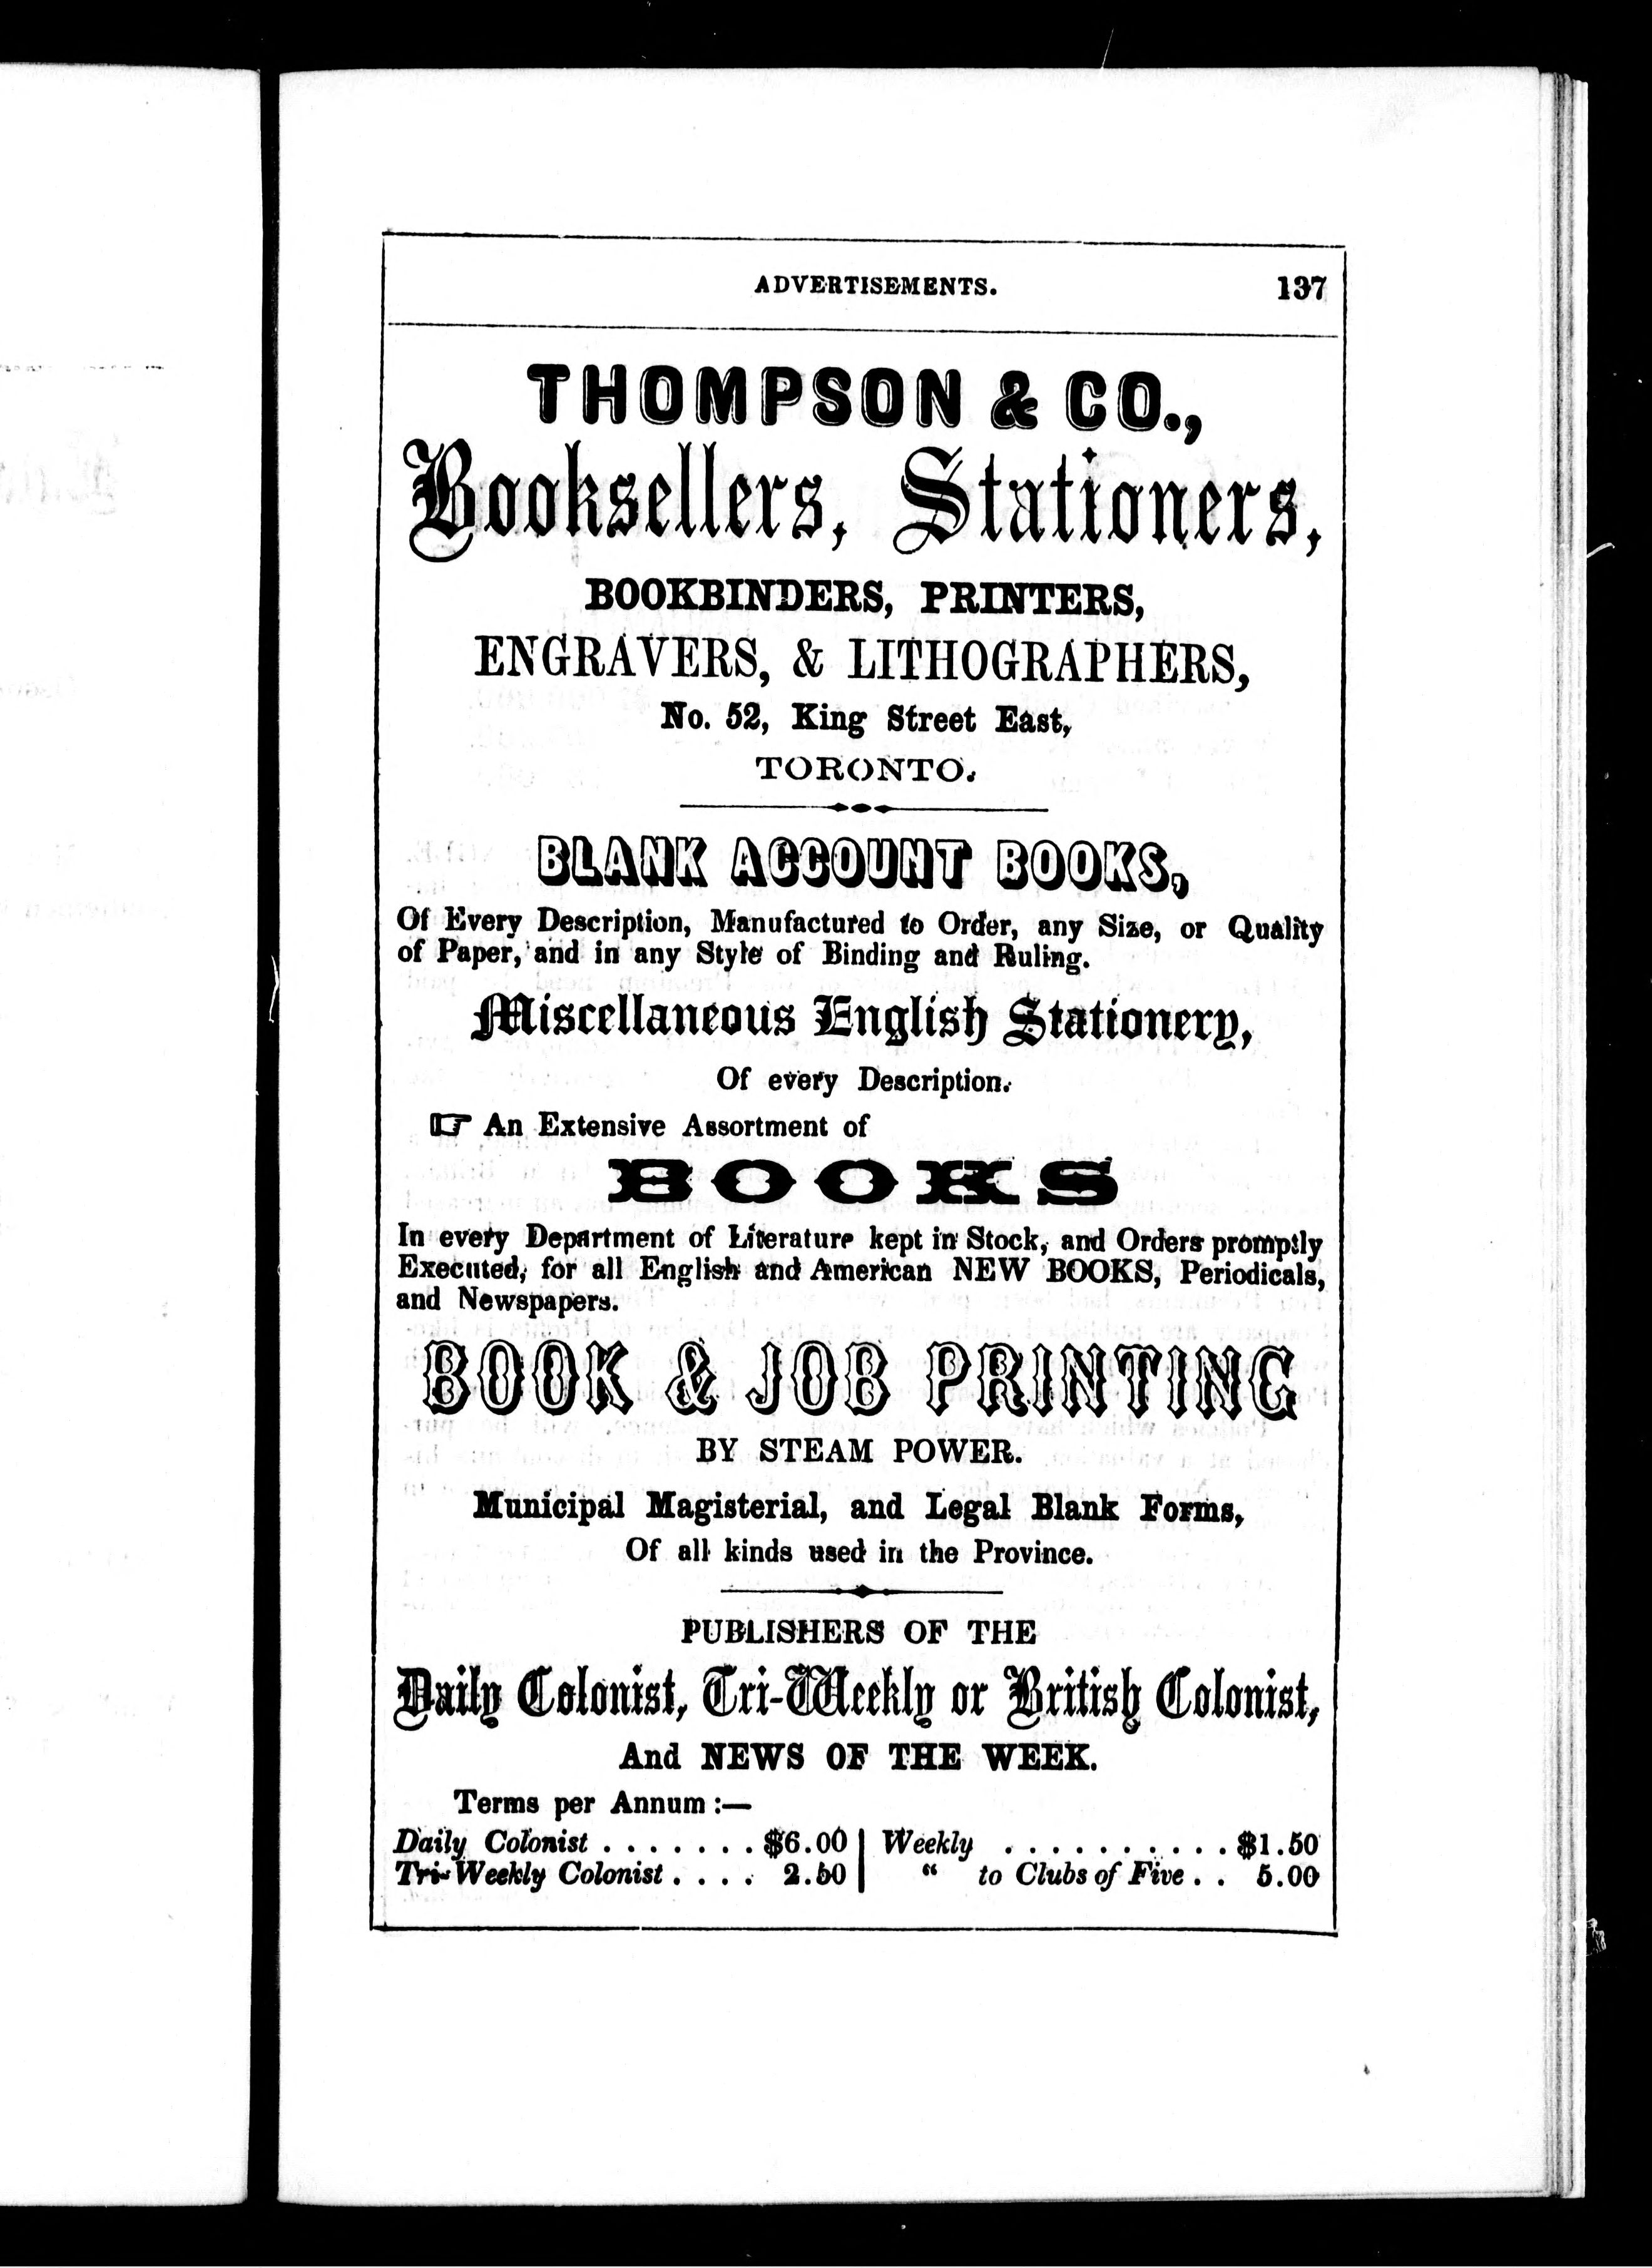 ADVERTISEMENTS. 137
THOMPSON & CO.,
Booksellers, Stationers,
BOOKBINDERS, PRINTERS,
ENGRAVERS, & LITHOGRAPHERS,
No. 52, King Street East,
TORONTO.
BLANK ACCOUNT BOOKS,
Of Every Description, Manufactured to Order, any Size, or Quality
of Paper, and in any Style of Binding and Ruling.
Miscellaneous English Stationery,
Of every Description.
☞ An Extensive Assortment of
BOOKS
In every Department of Literature kept in Stock, and Orders promptly
Executed, for all English and American NEW BOOKS, Periodicals,
and Newspapers.
BOOK & JOB PRINTING
BY STEAM POWER.
Municipal Magisterial, and Legal Blank Forms,
Of all kinds used in the Province.
PUBLISHERS OF THE
Daily Colonist, Tri-Weekly or British Colonist,
And NEWS OF THE WEEK.
Terms per Annum :—
Daily Colonist . . . . . . . $6.00 | Weekly . . . . . . . . . . $1.50
Tri-Weekly Colonist . . . . 2.50 | “ to Clubs of Five . . 5.00